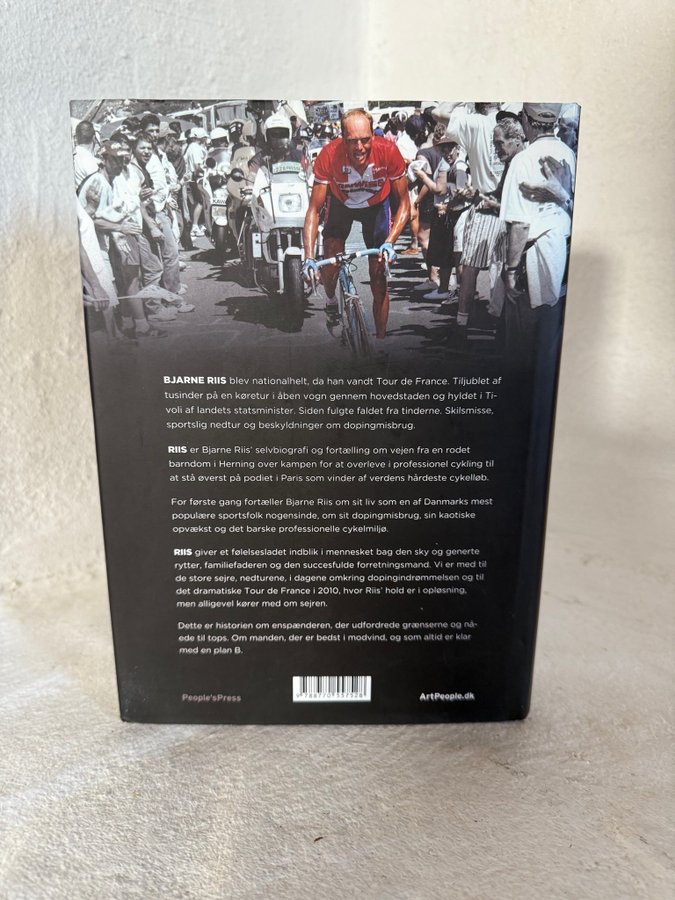 KAWA
BJARNE RIIS blev nationalhelt, da han vandt Tour de France. Tiljublet af
tusinder på en køretur i åben vogn gennem hovedstaden og hyldet i Ti-
voli af landets statsminister. Siden fulgte faldet fra tinderne. Skilsmisse,
sportslig nedtur og beskyldninger om dopingmisbrug.
RIIS er Bjarne Riis' selvbiografi og fortælling om vejen fra en rodet
barndom i Herning over kampen for at overleve i professionel cykling til
at stå øverst på podiet i Paris som vinder af verdens hårdeste cykelløb.
For første gang fortæller Bjarne Riis om sit liv som en af Danmarks mest
populære sportsfolk nogensinde, om sit dopingmisbrug, sin kaotiske
opvækst og det barske professionelle cykelmiljø.
RIIS giver et følelsesladet indblik i mennesket bag den sky og generte
rytter, familiefaderen og den succesfulde forretningsmand. Vi er med til
de store sejre, nedturene, i dagene omkring dopingindrømmelsen og til
det dramatiske Tour de France i 2010, hvor Riis' hold er i opløsning,
men alligevel kører med om sejren.
Dette er historien om enspænderen, der udfordrede grænserne og nå-
ede til tops. Om manden, der er bedst i modvind, og som altid er klar
med en plan B.
People'sPress
9 788770 557528
ArtPeople.dk